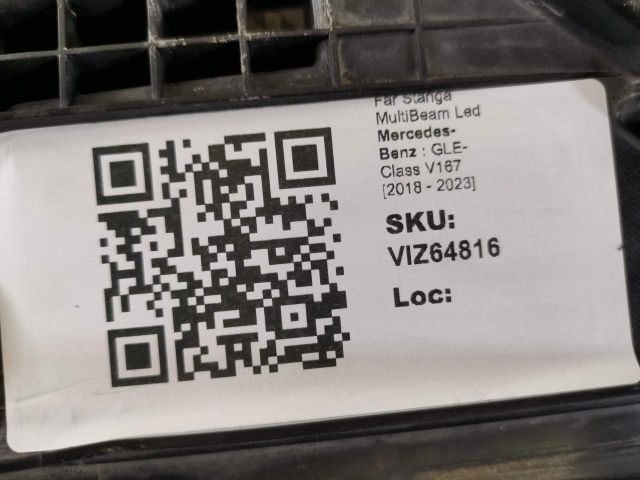 Far Stanga
MultiBeam Led
Mercedes-
Benz : GLE-
Class V167
[2018 - 2023]
SKU:
VIZ64816
Loc: